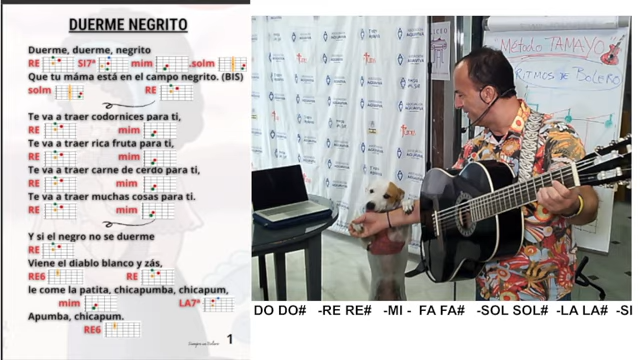 DUERME NEGRITO
Duerme, duerme, negrito
RE SI7ª mim .solm
Que tu máma está en el campo negrito. (BIS)
solm RE
Te va a traer codornices para ti,
RE mim
Te va a traer rica fruta para ti,
RE mim
Te va a traer carne de cerdo para ti,
RE mim
Te va a traer muchas cosas para ti.
RE mim
Y si el negro no se duerme
RE
Viene el diablo blanco y zás,
RE6 RE
le come la patita, chicapumba, chicapum,
mim LA7ª
Apumba, chicapum.
RE6
1
Método TAMAYO
RITMOS DE BOLERO
DO DO# -RE RE# -MI - FA FA# -SOL SOL# -LA LA# -SI